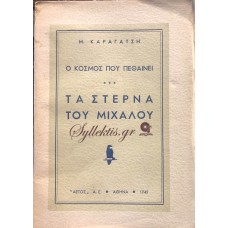 Μ. ΚΑΡΑΓΑΤΣΗ
Ο ΚΟΣΜΟΣ ΠΟΥ ΠΕΘΑΙΝΕΙ
ΤΑ ΣΤΕΡΝΑ
ΤΟΥ ΜΙΧΑΛΟΥ
Syllektis.gr
"ΑΕΤΟΣ„ Α.Ε. • ΑΘΗΝΑ • 1949